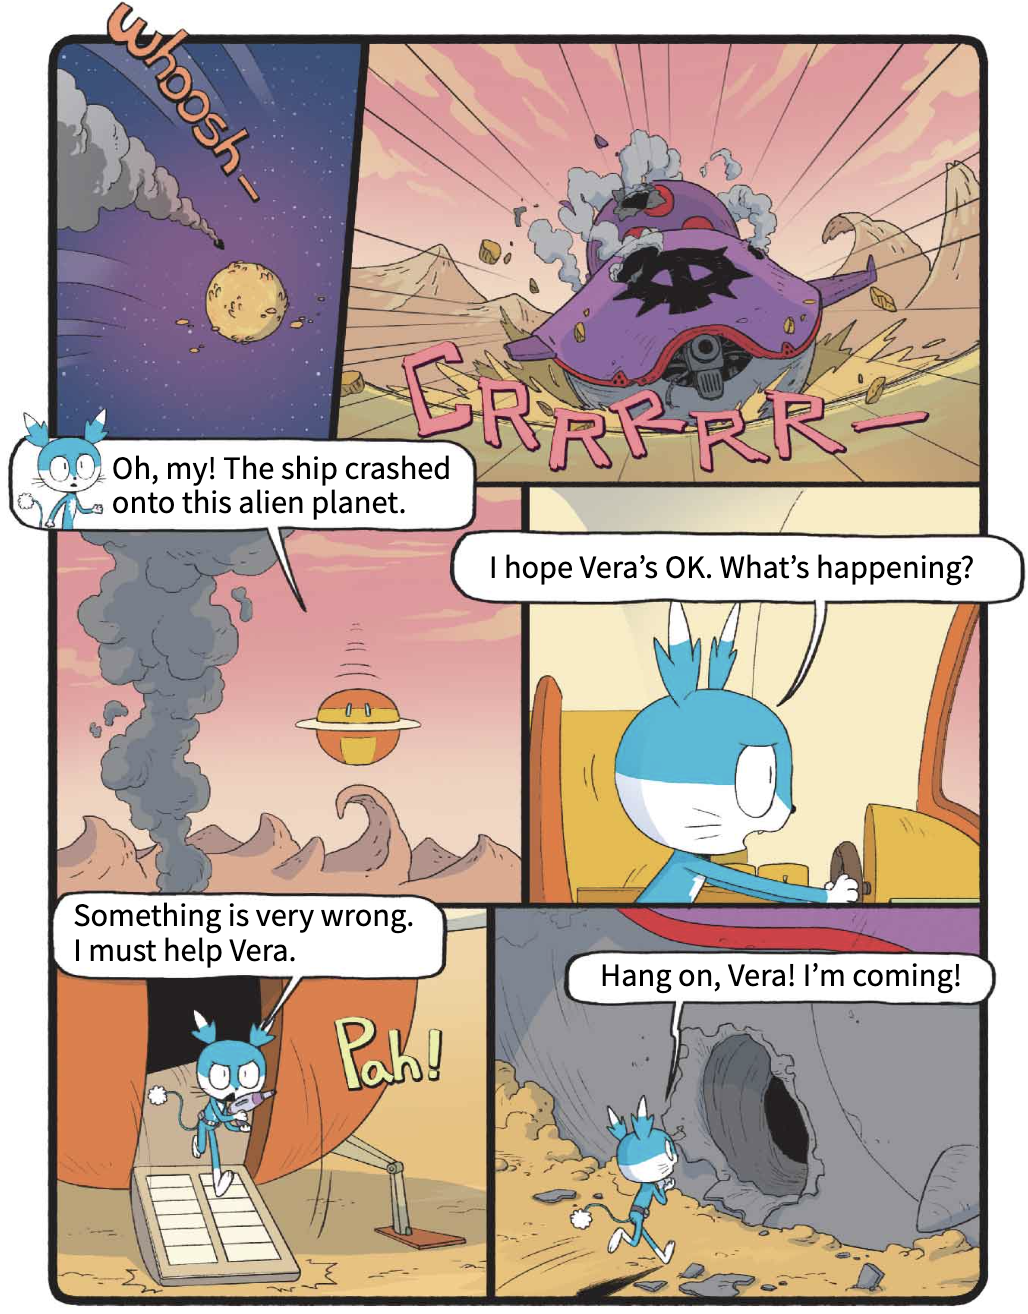 Whoosh–
CRRRRRR–
Oh, my! The ship crashed
onto this alien planet.
I hope Vera's OK. What's happening?
Something is very wrong.
I must help Vera.
Pah!
Hang on, Vera! I'm coming!